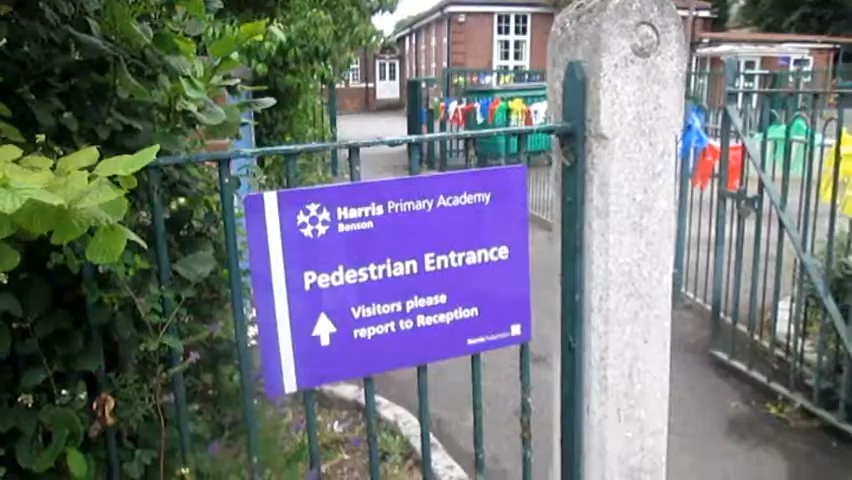 Harris Primary Academy
Benson
Pedestrian Entrance
Visitors please
report to Reception